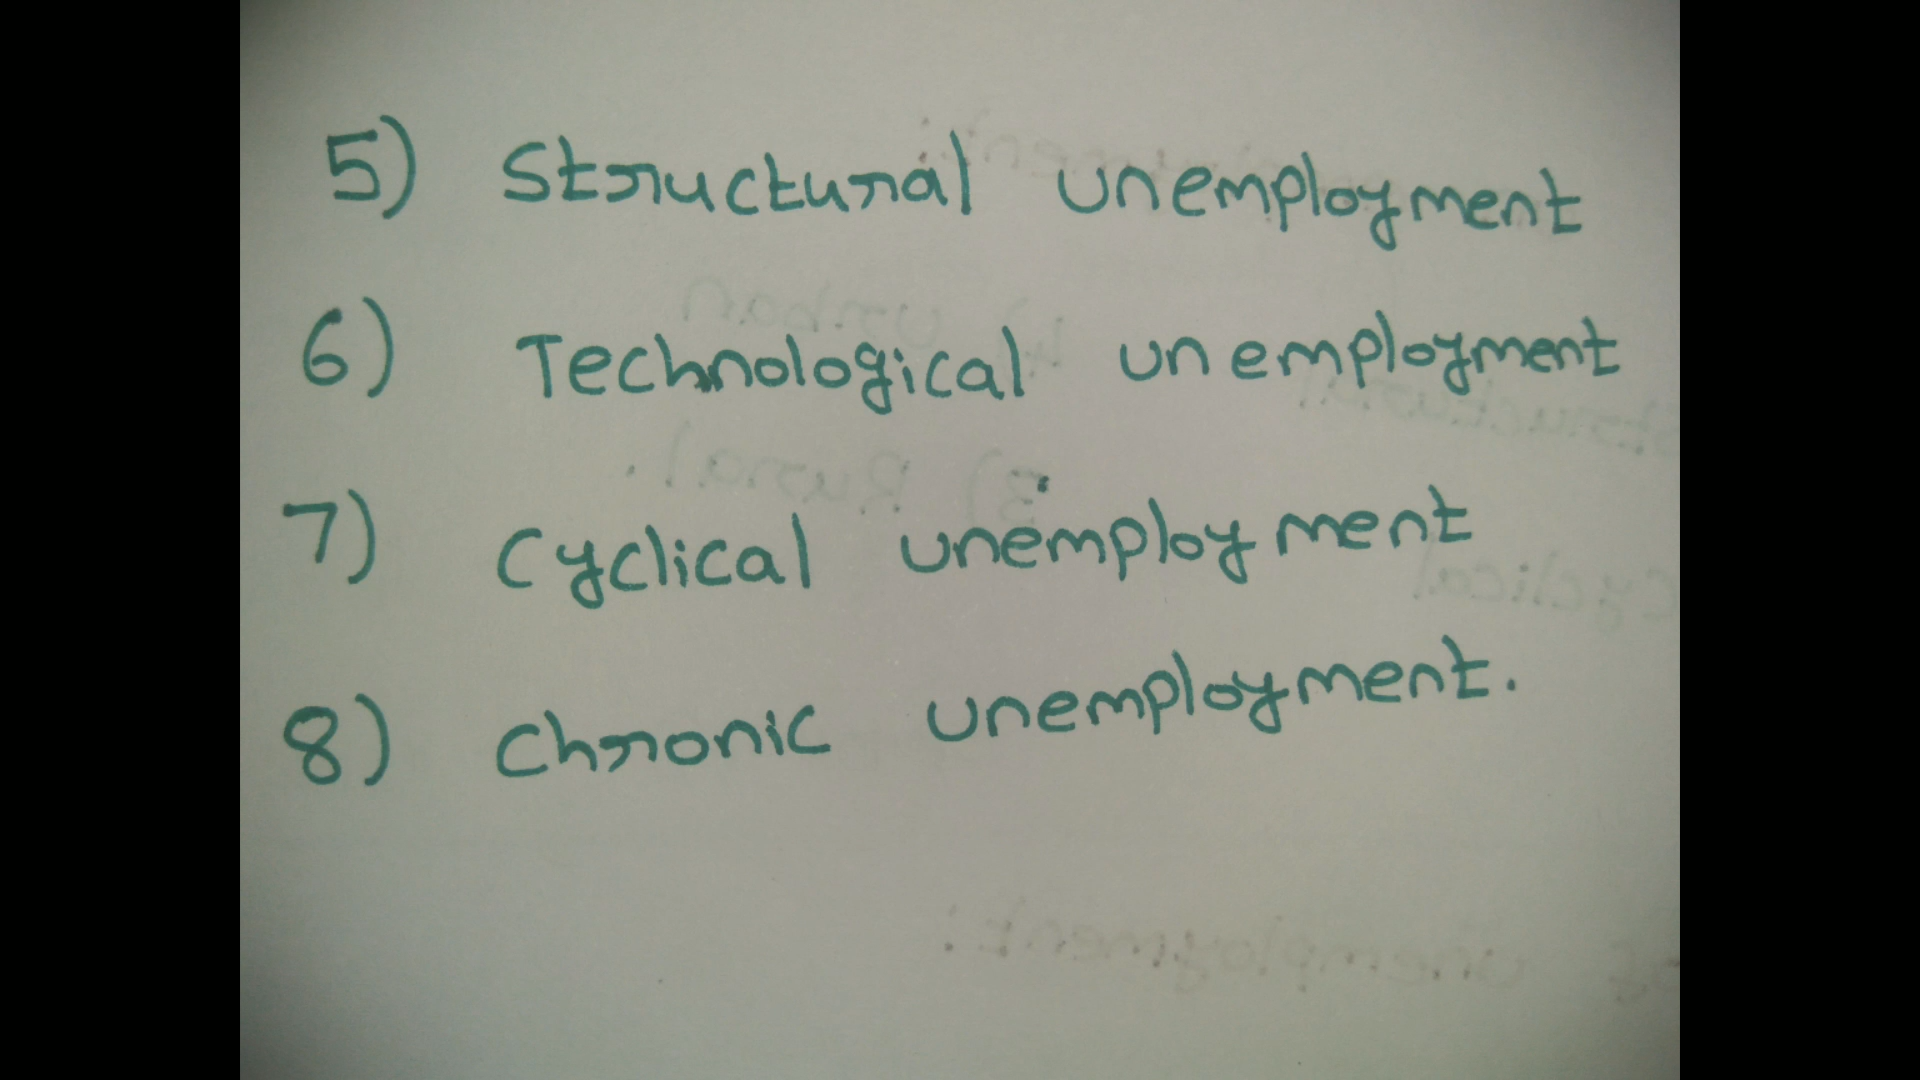 5) Structural unemployment
6) Technological unemployment
7) Cyclical unemployment
8) Chronic unemployment.